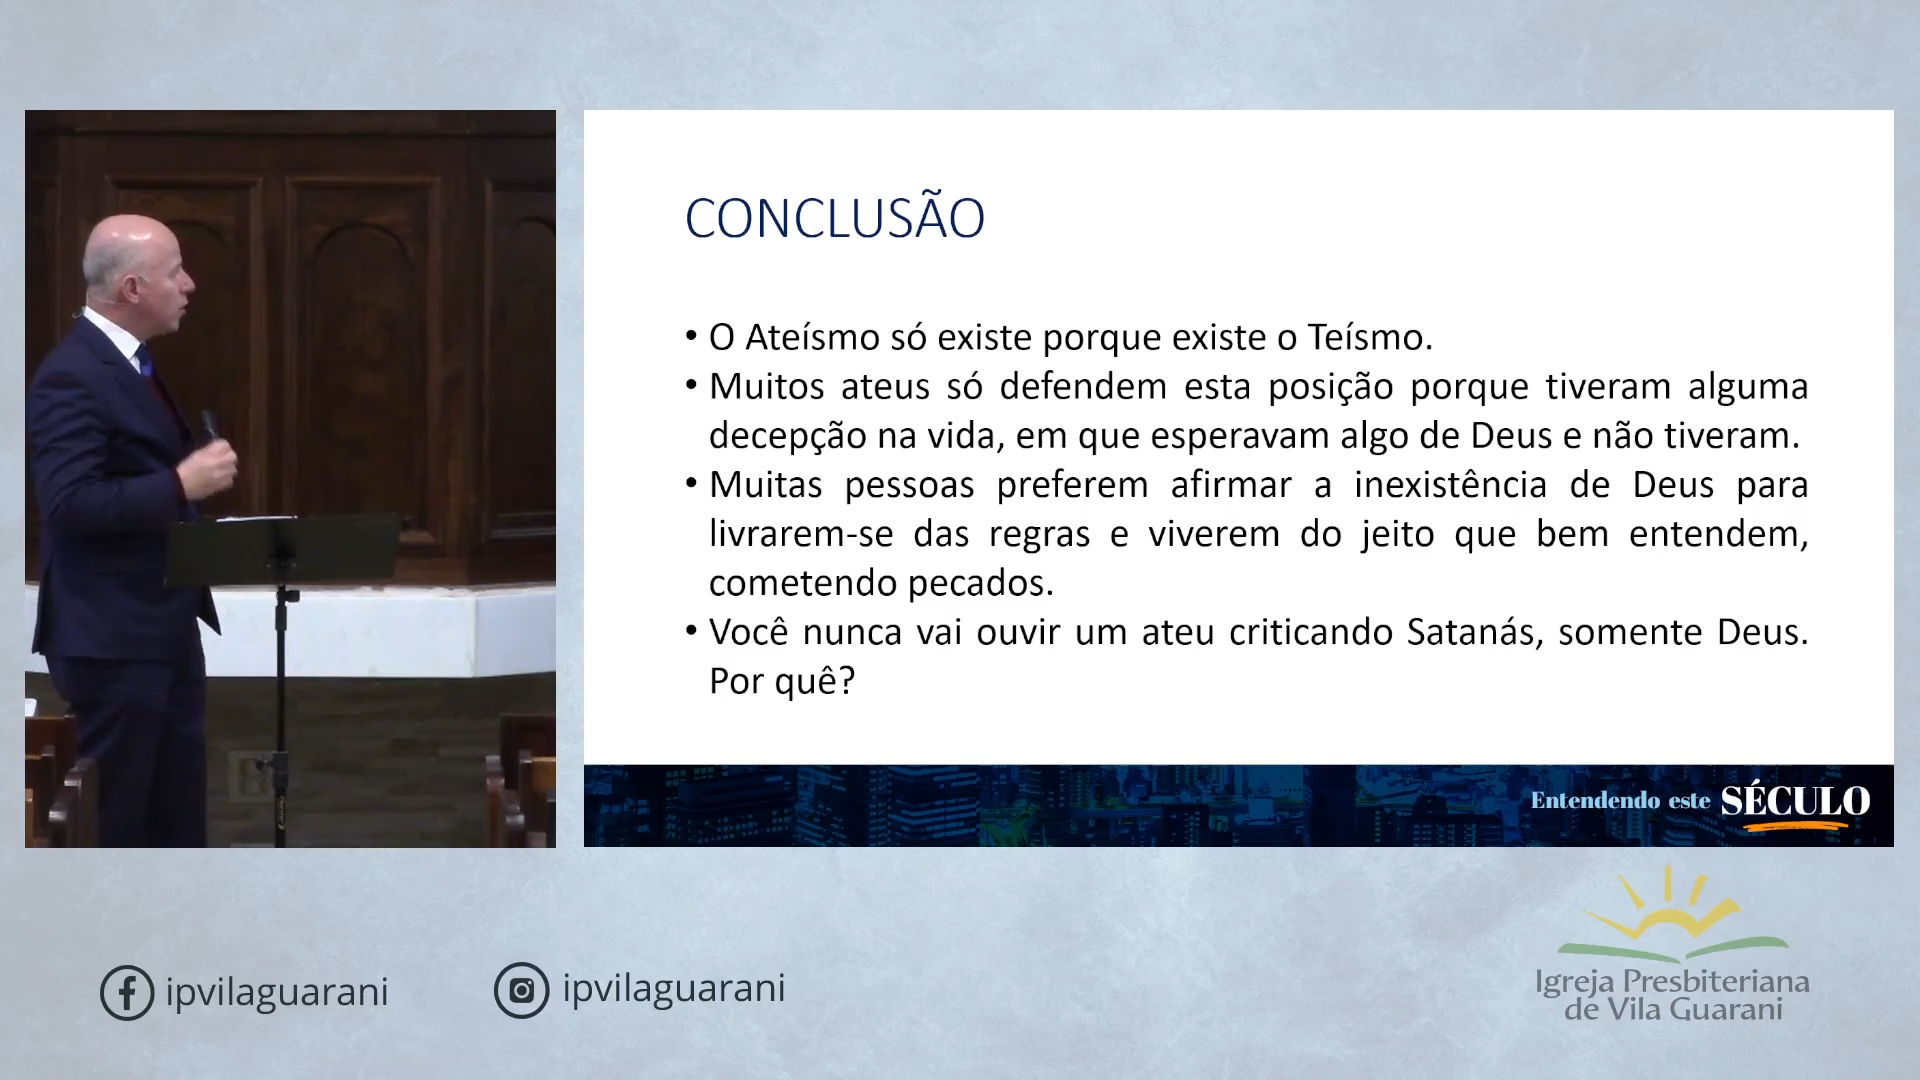 CONCLUSÃO
• O Ateísmo só existe porque existe o Teísmo.
• Muitos ateus só defendem esta posição porque tiveram alguma
decepção na vida, em que esperavam algo de Deus e não tiveram.
• Muitas pessoas preferem afirmar a inexistência de Deus para
livrarem-se das regras e viverem do jeito que bem entendem,
cometendo pecados.
• Você nunca vai ouvir um ateu criticando Satanás, somente Deus.
Por quê?
Entendendo este SÉCULO
ipvilaguarani
ipvilaguarani
Igreja Presbiteriana
de Vila Guarani